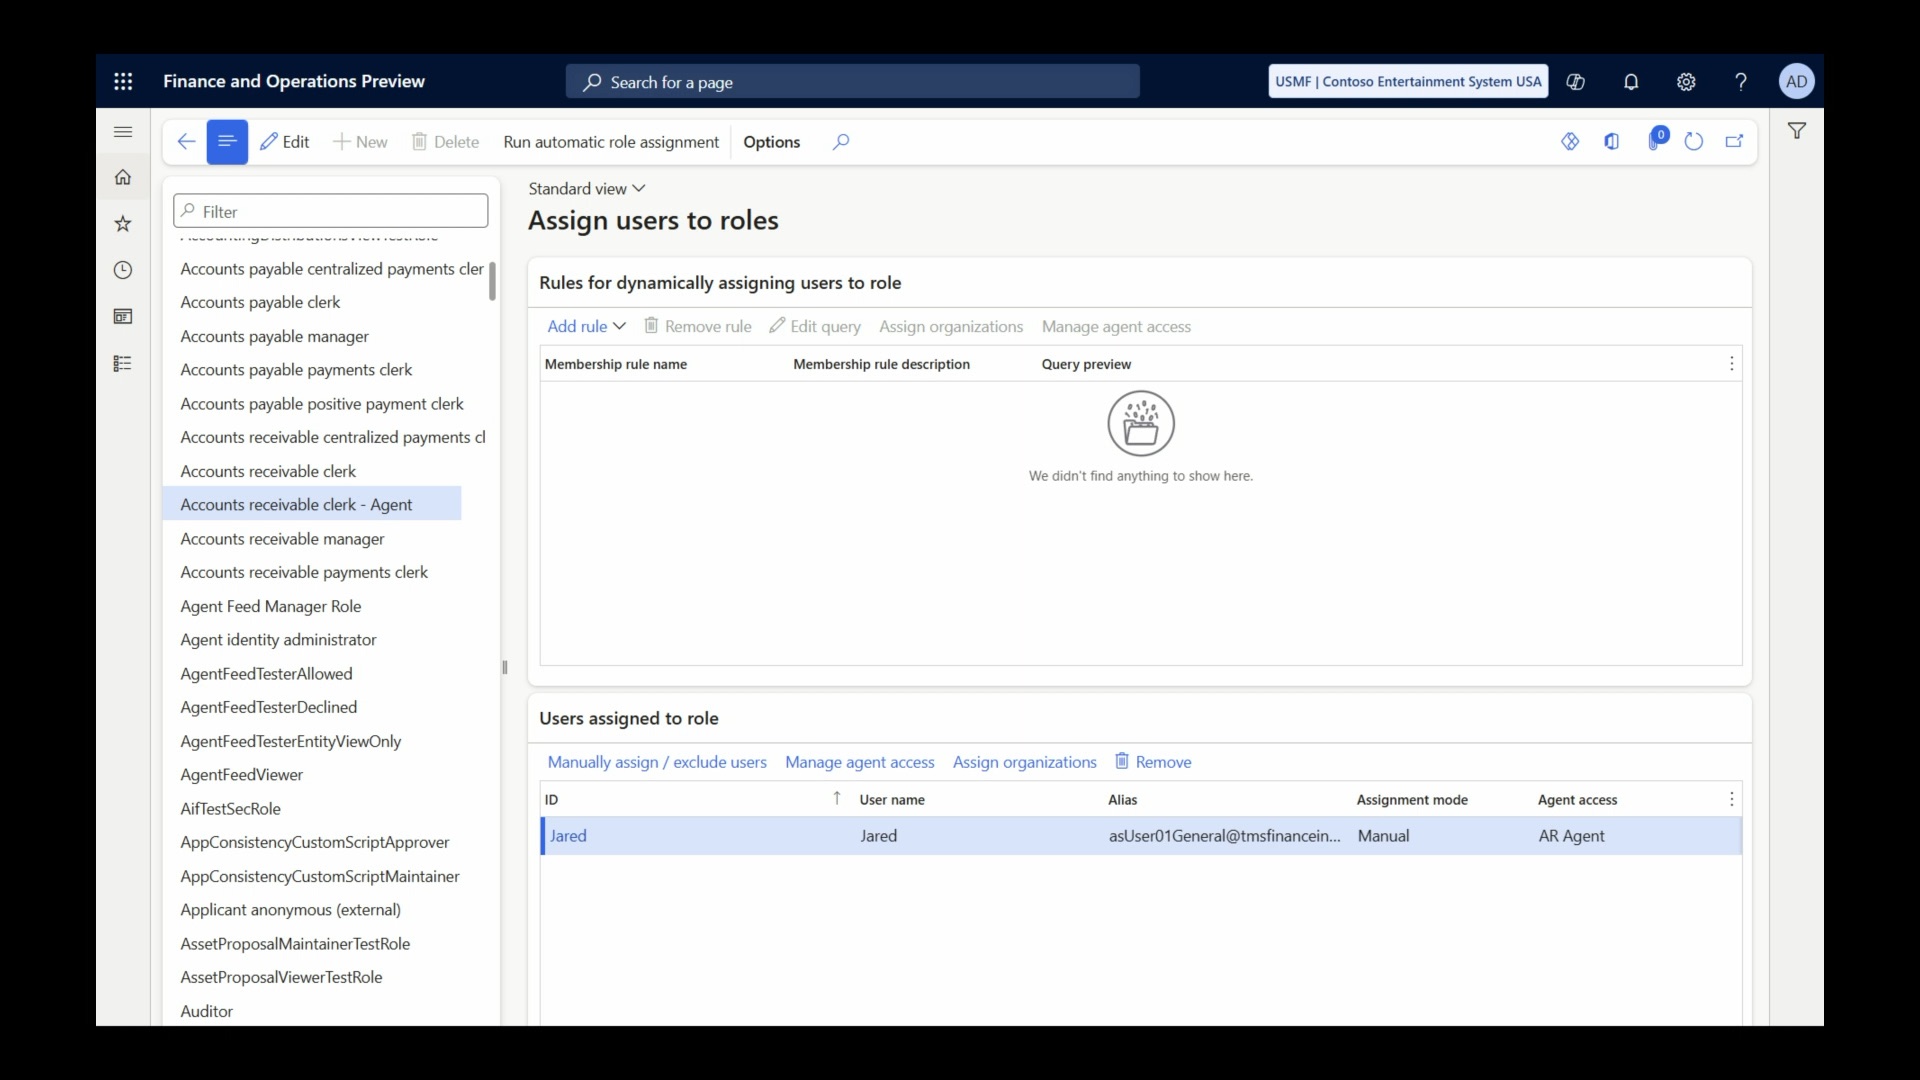 Finance and Operations Preview
Search for a page
USMF | Contoso Entertainment System USA
AD
Edit
New
Delete
Run automatic role assignment
Options
0
Filter
Accounts payable centralized payments cler
Accounts payable clerk
Accounts payable manager
Accounts payable payments clerk
Accounts payable positive payment clerk
Accounts receivable centralized payments cl
Accounts receivable clerk
Accounts receivable clerk - Agent
Accounts receivable manager
Accounts receivable payments clerk
Agent Feed Manager Role
Agent identity administrator
AgentFeedTesterAllowed
AgentFeedTesterDeclined
AgentFeedTesterEntityViewOnly
AgentFeedViewer
AifTestSecRole
AppConsistencyCustomScriptApprover
AppConsistencyCustomScriptMaintainer
Applicant anonymous (external)
AssetProposalMaintainerTestRole
AssetProposalViewerTestRole
Auditor
Standard view
Assign users to roles
Rules for dynamically assigning users to role
Add rule Remove rule Edit query Assign organizations Manage agent access
Membership rule name Membership rule description Query preview
We didn't find anything to show here.
Users assigned to role
Manually assign / exclude users Manage agent access Assign organizations Remove
ID User name Alias Assignment mode Agent access
Jared Jared asUser01General@tmsfinancein... Manual AR Agent